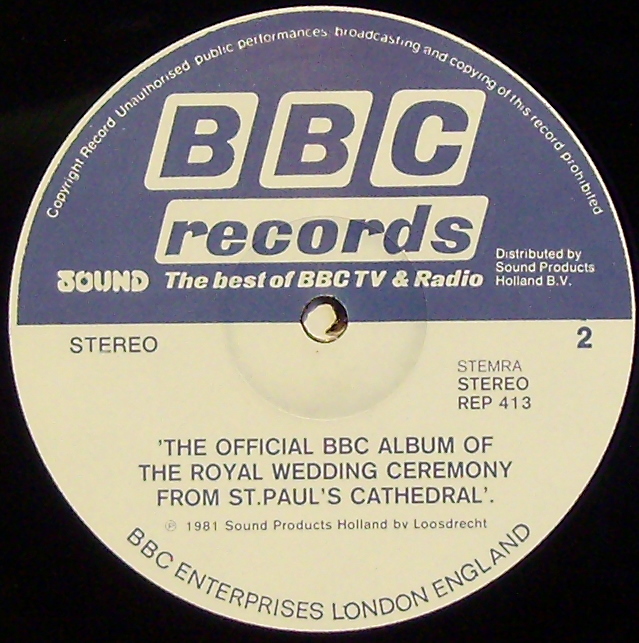 Copyright Record Unauthorised public performances, broadcasting and copying of this record prohibited
BBC
records
SOUND
The best of BBC TV & Radio
Distributed by
Sound Products
Holland B.V.
STEREO
2
STEMRA
STEREO
REP 413
'THE OFFICIAL BBC ALBUM OF
THE ROYAL WEDDING CEREMONY
FROM ST.PAUL'S CATHEDRAL'.
℗ 1981 Sound Products Holland bv Loosdrecht
BBC ENTERPRISES LONDON ENGLAND